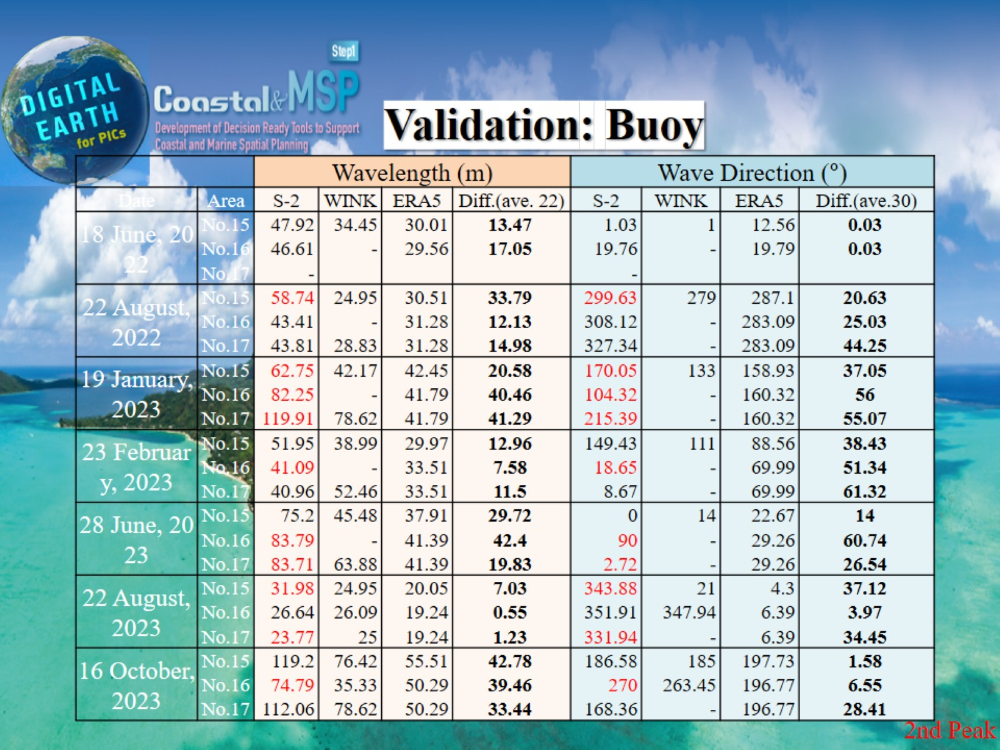 Step1
DIGITAL
EARTH
for PICs
Coastal&MSP
Development of Decision Ready Tools to Support
Coastal and Marine Spatial Planning
Validation: Buoy
Wavelength (m) Wave Direction (°)
Date Area S-2 WINK ERA5 Diff.(ave. 22) S-2 WINK ERA5 Diff.(ave.30)
18 June, 20
22
No.15 47.92 34.45 30.01 13.47 1.03 1 12.56 0.03
No.16 46.61 - 29.56 17.05 19.76 - 19.79 0.03
No.17 - -
22 August,
2022
No.15 58.74 24.95 30.51 33.79 299.63 279 287.1 20.63
No.16 43.41 - 31.28 12.13 308.12 - 283.09 25.03
No.17 43.81 28.83 31.28 14.98 327.34 - 283.09 44.25
19 January,
2023
No.15 62.75 42.17 42.45 20.58 170.05 133 158.93 37.05
No.16 82.25 - 41.79 40.46 104.32 - 160.32 56
No.17 119.91 78.62 41.79 41.29 215.39 - 160.32 55.07
23 Februar
y, 2023
No.15 51.95 38.99 29.97 12.96 149.43 111 88.56 38.43
No.16 41.09 - 33.51 7.58 18.65 - 69.99 51.34
No.17 40.96 52.46 33.51 11.5 8.67 - 69.99 61.32
28 June, 20
23
No.15 75.2 45.48 37.91 29.72 0 14 22.67 14
No.16 83.79 - 41.39 42.4 90 - 29.26 60.74
No.17 83.71 63.88 41.39 19.83 2.72 - 29.26 26.54
22 August,
2023
No.15 31.98 24.95 20.05 7.03 343.88 21 4.3 37.12
No.16 26.64 26.09 19.24 0.55 351.91 347.94 6.39 3.97
No.17 23.77 25 19.24 1.23 331.94 - 6.39 34.45
16 October,
2023
No.15 119.2 76.42 55.51 42.78 186.58 185 197.73 1.58
No.16 74.79 35.33 50.29 39.46 270 263.45 196.77 6.55
No.17 112.06 78.62 50.29 33.44 168.36 - 196.77 28.41
2nd Peak